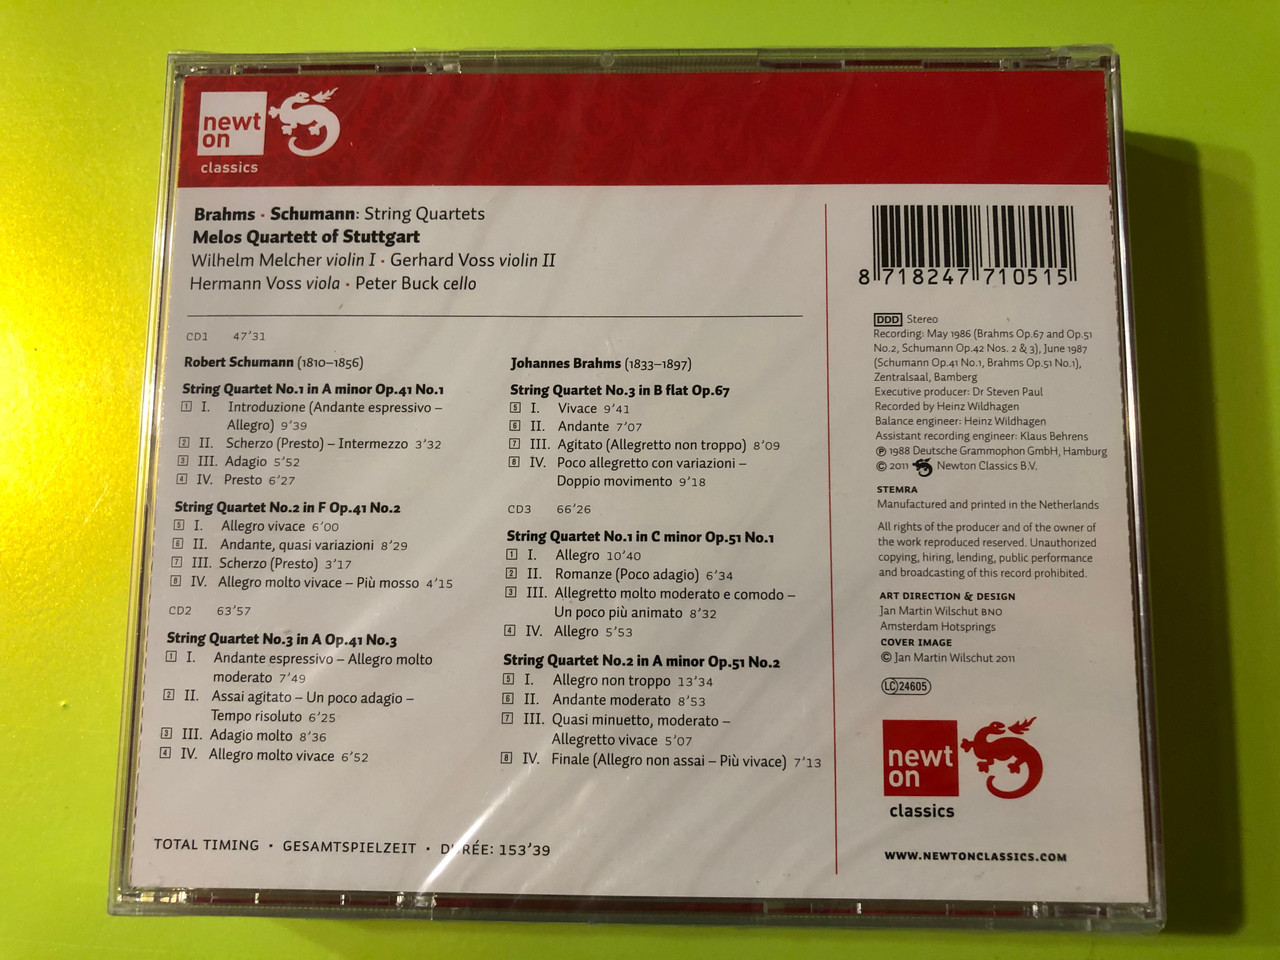 newt
on
classics
Brahms · Schumann: String Quartets
Melos Quartett of Stuttgart
Wilhelm Melcher violin I · Gerhard Voss violin II
Hermann Voss viola · Peter Buck cello
CD1 47'31
Robert Schumann (1810–1856)
String Quartet No.1 in A minor Op.41 No.1
1 I. Introduzione (Andante espressivo –
Allegro) 9'39
2 II. Scherzo (Presto) – Intermezzo 3'32
3 III. Adagio 5'52
4 IV. Presto 6'27
String Quartet No.2 in F Op.41 No.2
5 I. Allegro vivace 6'00
6 II. Andante, quasi variazioni 8'29
7 III. Scherzo (Presto) 3'17
8 IV. Allegro molto vivace – Più mosso 4'15
CD2 63'57
String Quartet No.3 in A Op.41 No.3
1 I. Andante espressivo – Allegro molto
moderato 7'49
2 II. Assai agitato – Un poco adagio –
Tempo risoluto 6'25
3 III. Adagio molto 8'36
4 IV. Allegro molto vivace 6'52
Johannes Brahms (1833–1897)
String Quartet No.3 in B flat Op.67
5 I. Vivace 9'41
6 II. Andante 7'07
7 III. Agitato (Allegretto non troppo) 8'09
8 IV. Poco allegretto con variazioni –
Doppio movimento 9'18
CD3 66'26
String Quartet No.1 in C minor Op.51 No.1
1 I. Allegro 10'40
2 II. Romanze (Poco adagio) 6'34
3 III. Allegretto molto moderato e comodo –
Un poco più animato 8'32
4 IV. Allegro 5'53
String Quartet No.2 in A minor Op.51 No.2
5 I. Allegro non troppo 13'34
6 II. Andante moderato 8'53
7 III. Quasi minuetto, moderato –
Allegretto vivace 5'07
8 IV. Finale (Allegro non assai – Più vivace) 7'13
TOTAL TIMING · GESAMTSPIELZEIT · DURÉE: 153'39
8 718247 710515
DDD Stereo
Recording: May 1986 (Brahms Op.67 and Op.51
No.2, Schumann Op.42 Nos. 2 & 3), June 1987
(Schumann Op.41 No.1, Brahms Op.51 No.1),
Zentralsaal, Bamberg
Executive producer: Dr Steven Paul
Recorded by Heinz Wildhagen
Balance engineer: Heinz Wildhagen
Assistant recording engineer: Klaus Behrens
℗ 1988 Deutsche Grammophon GmbH, Hamburg
© 2011 Newton Classics B.V.
STEMRA
Manufactured and printed in the Netherlands
All rights of the producer and of the owner of
the work reproduced reserved. Unauthorized
copying, hiring, lending, public performance
and broadcasting of this record prohibited.
ART DIRECTION & DESIGN
Jan Martin Wilschut BNO
Amsterdam Hotsprings
COVER IMAGE
© Jan Martin Wilschut 2011
LC 24605
newt
on
classics
WWW.NEWTONCLASSICS.COM